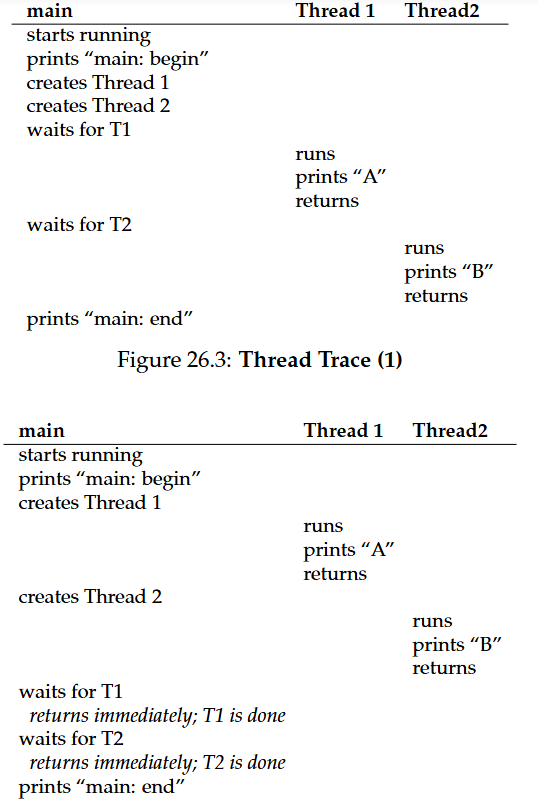 main Thread 1 Thread2
starts running
prints “main: begin”
creates Thread 1
creates Thread 2
waits for T1
runs
prints “A”
returns
waits for T2
runs
prints “B”
returns
prints “main: end”
Figure 26.3: Thread Trace (1)
main Thread 1 Thread2
starts running
prints “main: begin”
creates Thread 1
runs
prints “A”
returns
creates Thread 2
runs
prints “B”
returns
waits for T1
returns immediately; T1 is done
waits for T2
returns immediately; T2 is done
prints “main: end”